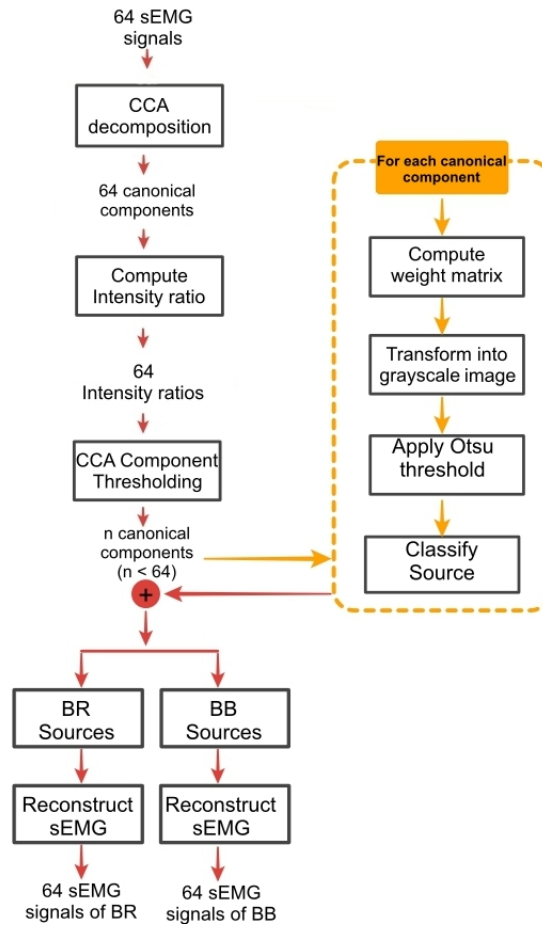 64 sEMG
signals
CCA
decomposition
64 canonical
components
Compute
Intensity ratio
64
Intensity ratios
CCA Component
Thresholding
n canonical
components
(n < 64)
+
For each canonical
component
Compute
weight matrix
Transform into
grayscale image
Apply Otsu
threshold
Classify
Source
BR
Sources
BB
Sources
Reconstruct
sEMG
Reconstruct
sEMG
64 sEMG
signals of BR
64 sEMG
signals of BB